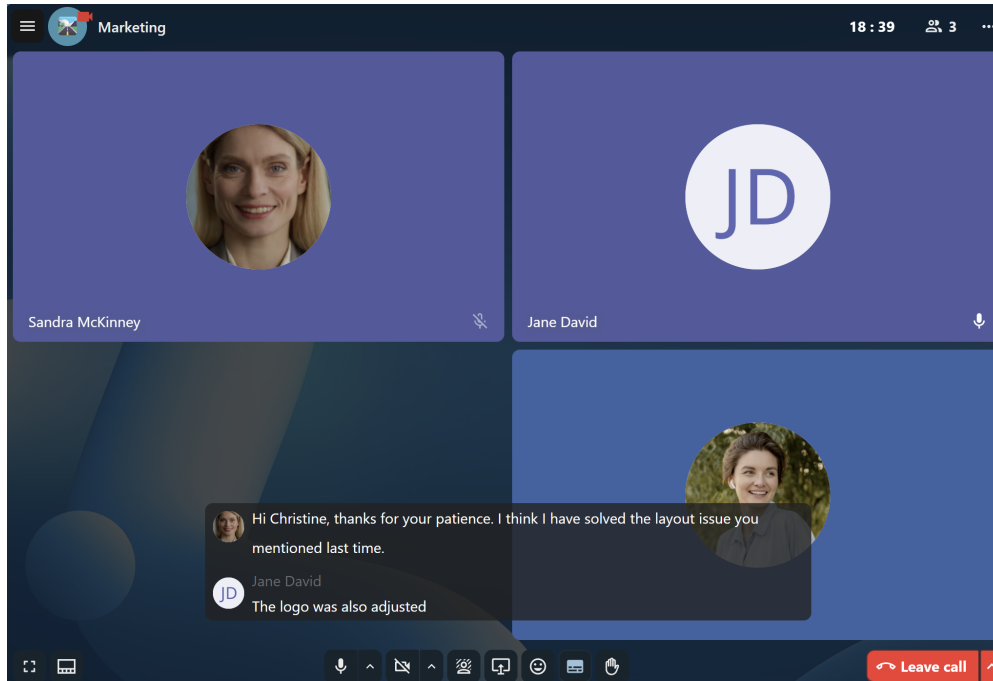 Marketing
18 : 39
3
JD
Sandra McKinney
Jane David
Hi Christine, thanks for your patience. I think I have solved the layout issue you
mentioned last time.
Jane David
JD
The logo was also adjusted
Leave call